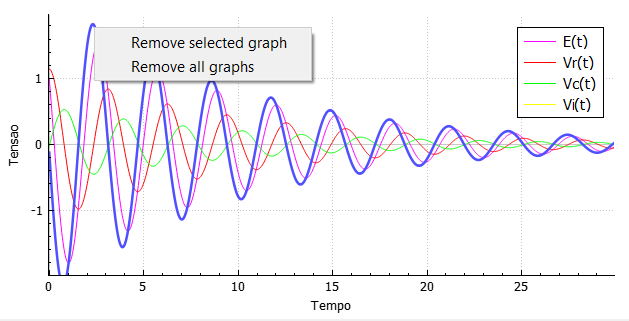 Remove selected graph
Remove all graphs
E(t)
Vr(t)
Vc(t)
Vi(t)
Tensao
1
0
-1
0
5
10
15
20
25
Tempo